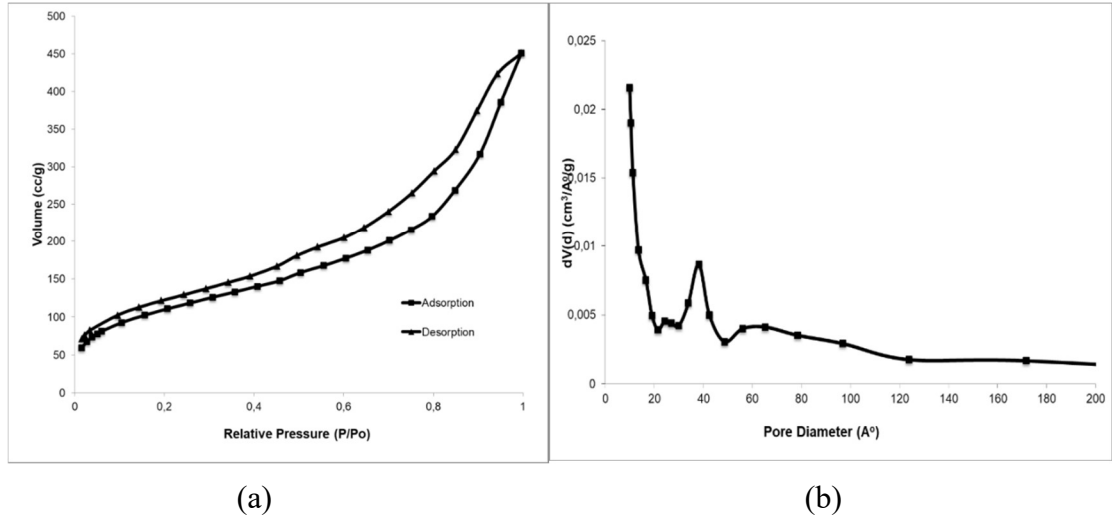 500
450
400
350
300
250
200
150
100
50
0
Volume (cc/g)
Adsorption
Desorption
0 0,2 0,4 0,6 0,8 1
Relative Pressure (P/Po)
0,025
0,02
0,015
0,01
0,005
0
dV(d) (cm³/Aº/g)
0 20 40 60 80 100 120 140 160 180 200
Pore Diameter (Aº)
(a)
(b)